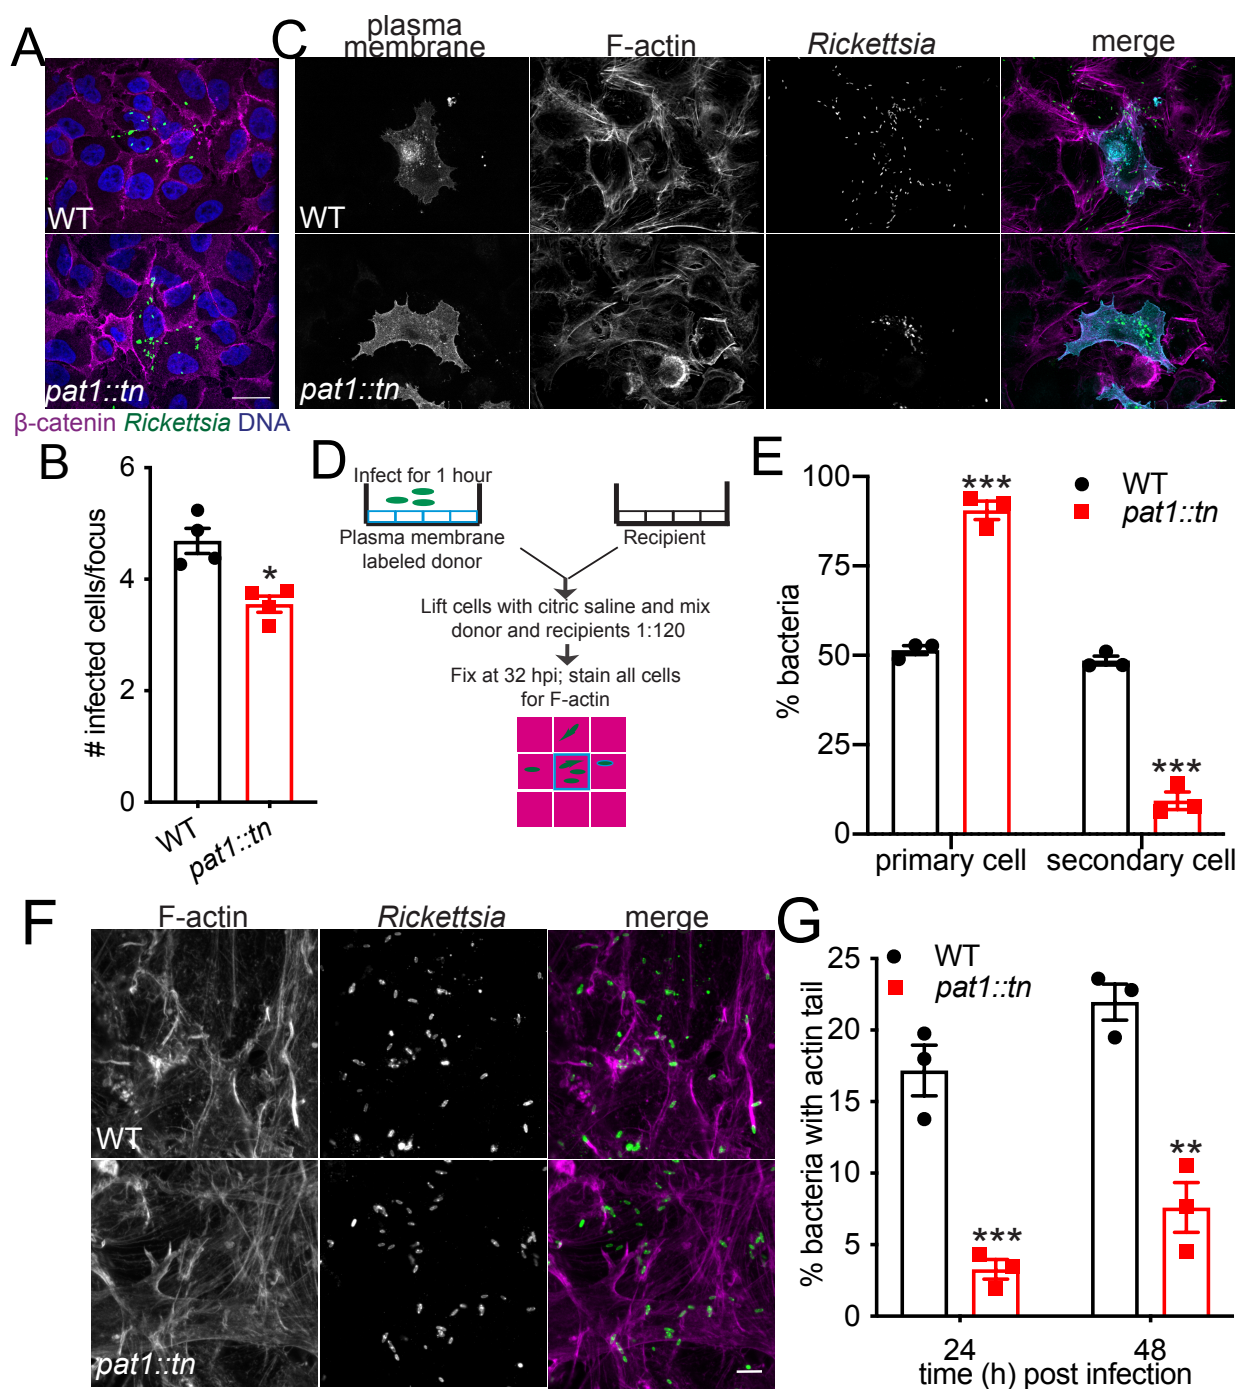 A
WT
pat1::tn
β-catenin Rickettsia DNA
B
# infected cells/focus
6
4
2
0
*
WT
pat1::tn
C
plasma
membrane
F-actin
Rickettsia
merge
WT
pat1::tn
D
Infect for 1 hour
Plasma membrane
labeled donor
Recipient
Lift cells with citric saline and mix
donor and recipients 1:120
Fix at 32 hpi; stain all cells
for F-actin
E
% bacteria
100
75
50
25
0
***
***
WT
pat1::tn
primary cell
secondary cell
F
F-actin
Rickettsia
merge
WT
pat1::tn
G
% bacteria with actin tail
25
20
15
10
5
0
WT
pat1::tn
***
**
24
48
time (h) post infection